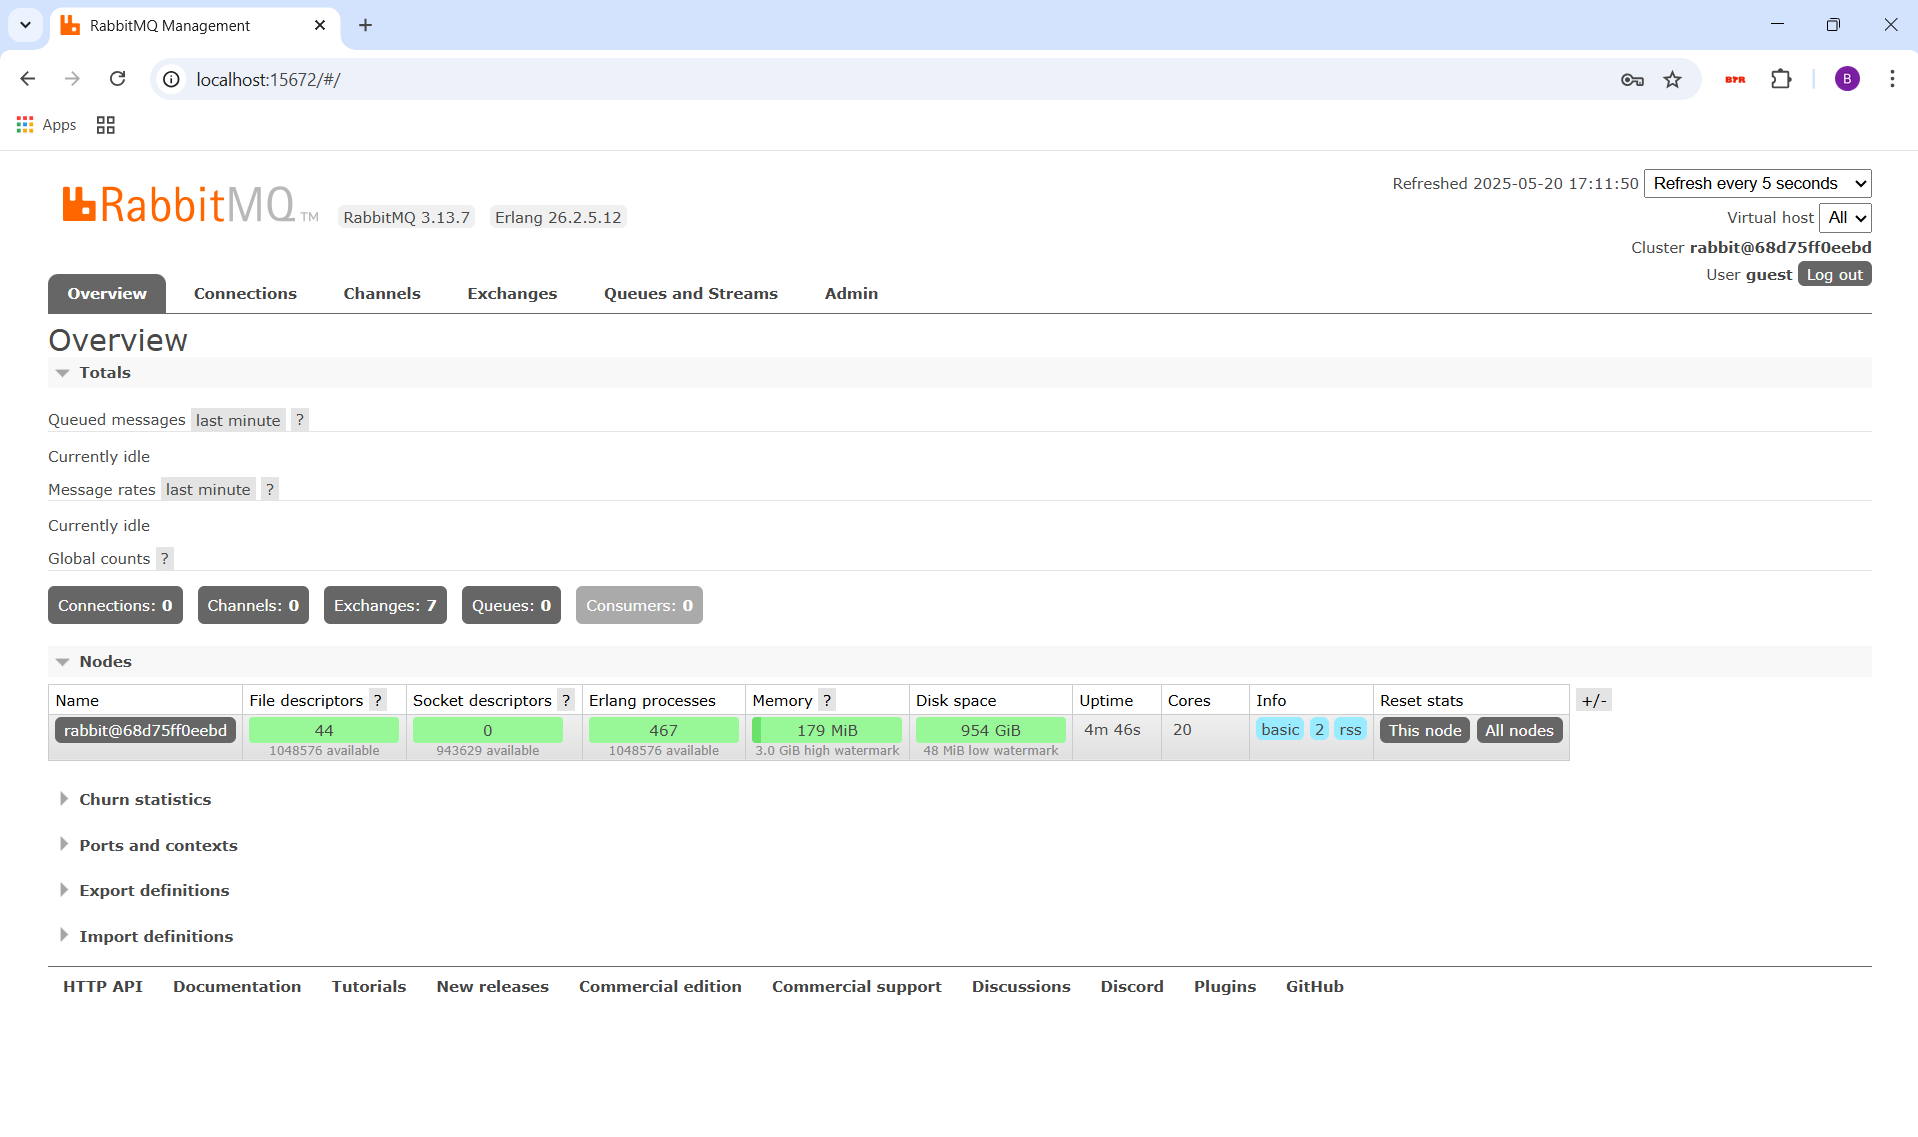 RabbitMQ Management
localhost:15672/#/
B
Apps
RabbitMQ TM
RabbitMQ 3.13.7 Erlang 26.2.5.12
Refreshed 2025-05-20 17:11:50 Refresh every 5 seconds
Virtual host All
Cluster rabbit@68d75ff0eebd
User guest Log out
Overview Connections Channels Exchanges Queues and Streams Admin
Overview
Totals
Queued messages last minute ?
Currently idle
Message rates last minute ?
Currently idle
Global counts ?
Connections: 0 Channels: 0 Exchanges: 7 Queues: 0 Consumers: 0
Nodes
Name File descriptors ? Socket descriptors ? Erlang processes Memory ? Disk space Uptime Cores Info Reset stats +/-
rabbit@68d75ff0eebd 44 0 467 179 MiB 954 GiB 4m 46s 20 basic 2 rss This node All nodes
1048576 available 943629 available 1048576 available 3.0 GiB high watermark 48 MiB low watermark
Churn statistics
Ports and contexts
Export definitions
Import definitions
HTTP API Documentation Tutorials New releases Commercial edition Commercial support Discussions Discord Plugins GitHub